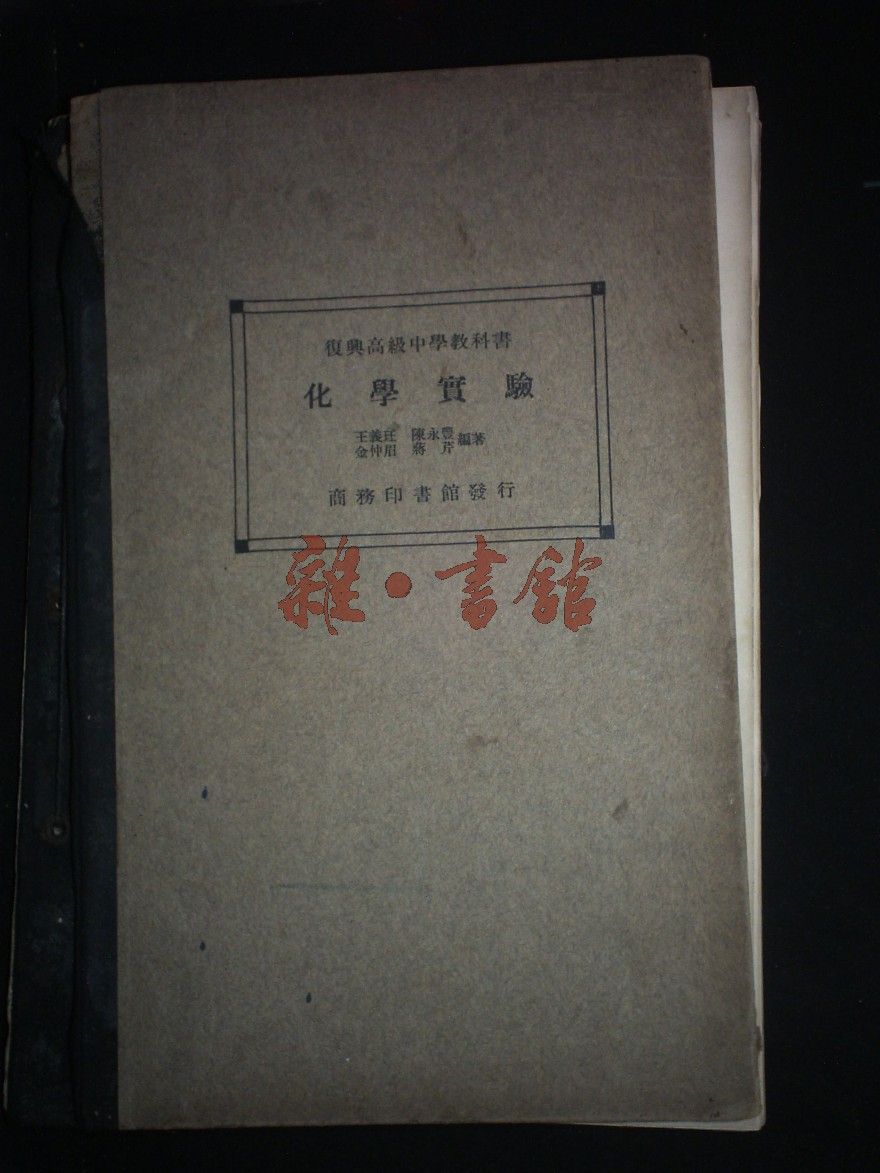 復興高級中學教科書
化學實驗
王義玨 陳永豐 編著
金仲眉 蔣芹
商務印書館發行
雜·書館